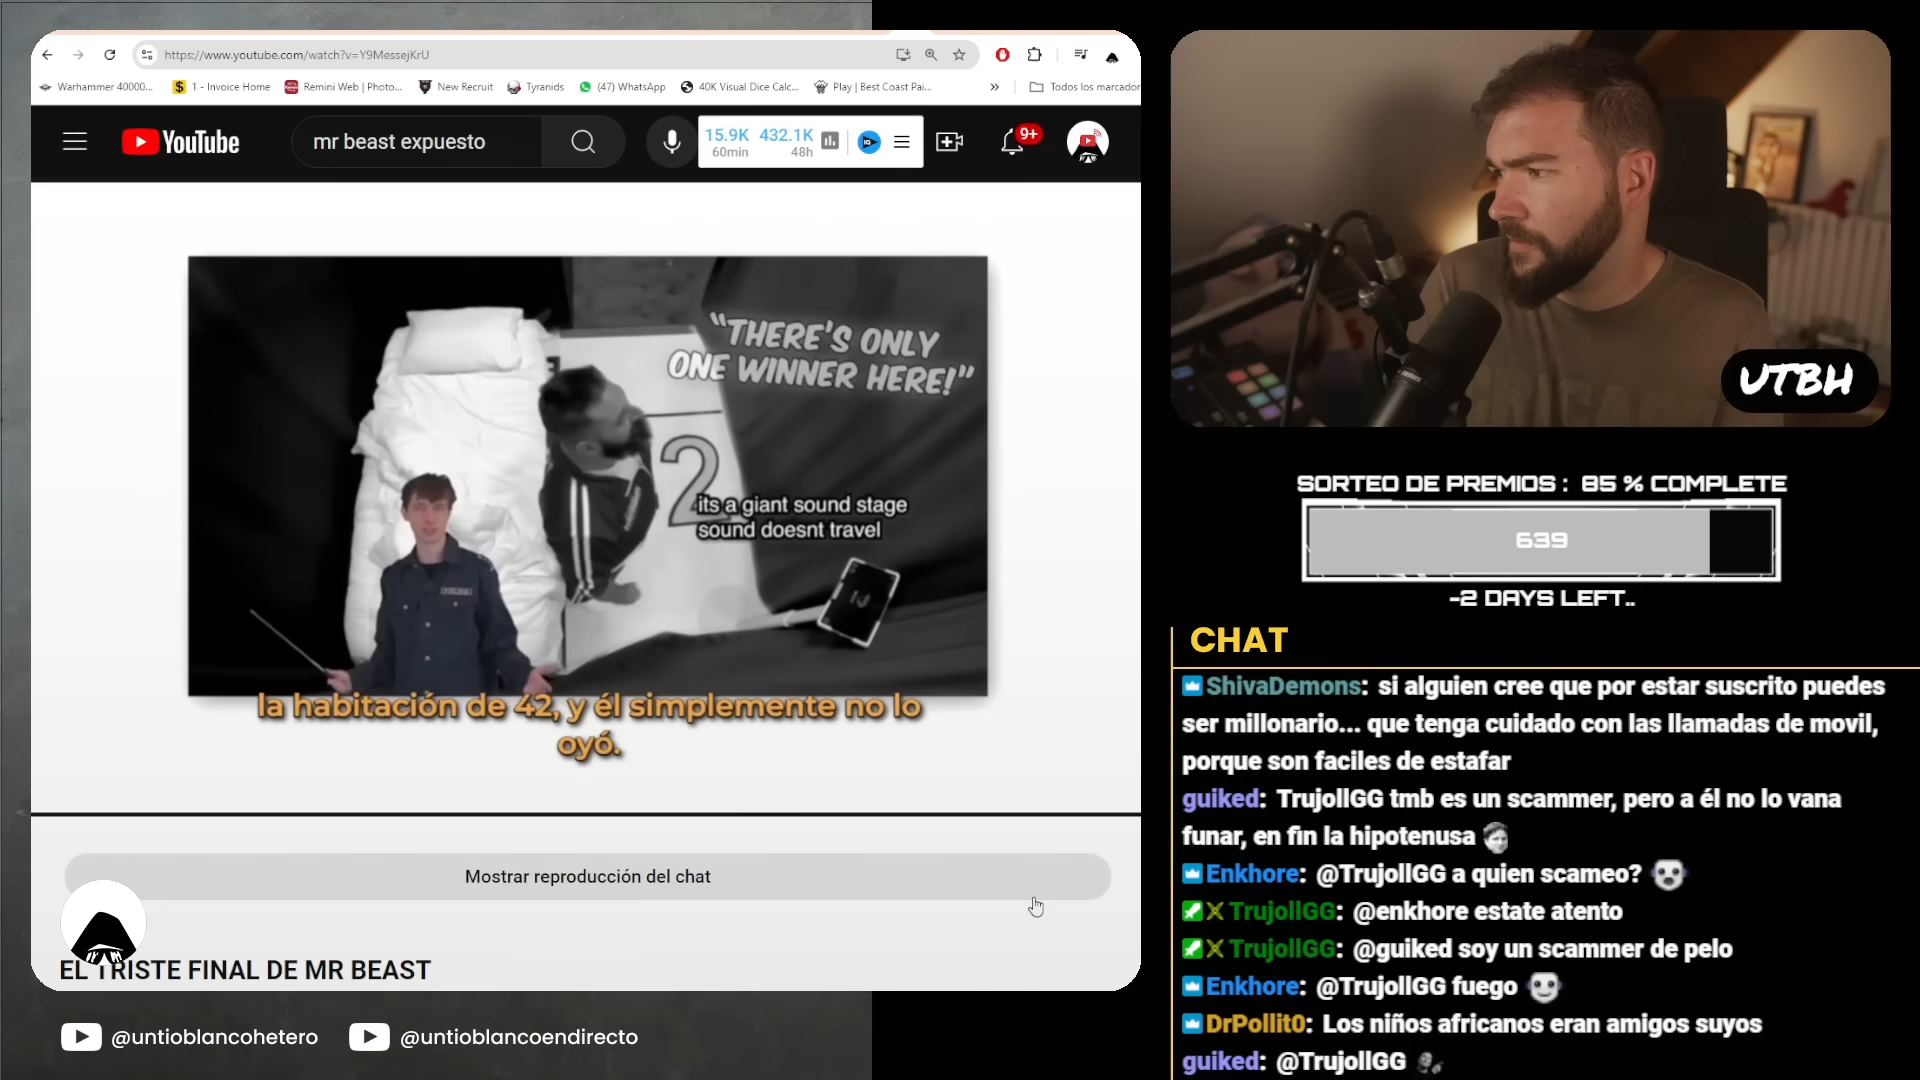 https://www.youtube.com/watch?v=Y9MessejKrU
Warhammer 40000...
1 - Invoice Home
Remini Web | Photo...
New Recruit
Tyranids
(47) WhatsApp
40K Visual Dice Calc...
Play | Best Coast Pai...
»
Todos los marcador
YouTube
mr beast expuesto
15.9K 432.1K
60min 48h
9+
"THERE'S ONLY
ONE WINNER HERE!"
2
its a giant sound stage
sound doesnt travel
la habitación de 42, y él simplemente no lo
oyó.
Mostrar reproducción del chat
EL TRISTE FINAL DE MR BEAST
@untioblancohetero
@untioblancoendirecto
UTBH
SORTEO DE PREMIOS : 85 % COMPLETE
639
-2 DAYS LEFT..
CHAT
ShivaDemons: si alguien cree que por estar suscrito puedes
ser millonario... que tenga cuidado con las llamadas de movil,
porque son faciles de estafar
guiked: TrujollGG tmb es un scammer, pero a él no lo vana
funar, en fin la hipotenusa
Enkhore: @TrujollGG a quien scameo?
TrujollGG: @enkhore estate atento
TrujollGG: @guiked soy un scammer de pelo
Enkhore: @TrujollGG fuego
DrPollit0: Los niños africanos eran amigos suyos
guiked: @TrujollGG